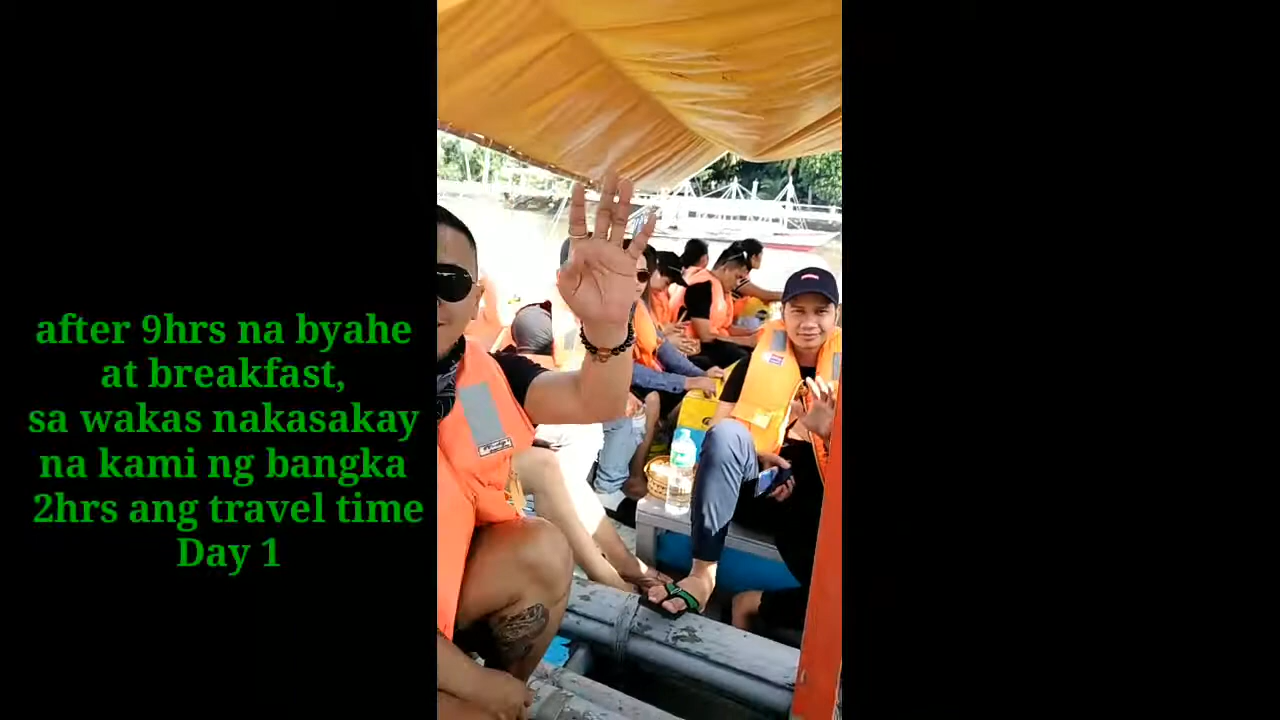 after 9hrs na byahe
at breakfast,
sa wakas nakasakay
na kami ng bangka
2hrs ang travel time
Day 1